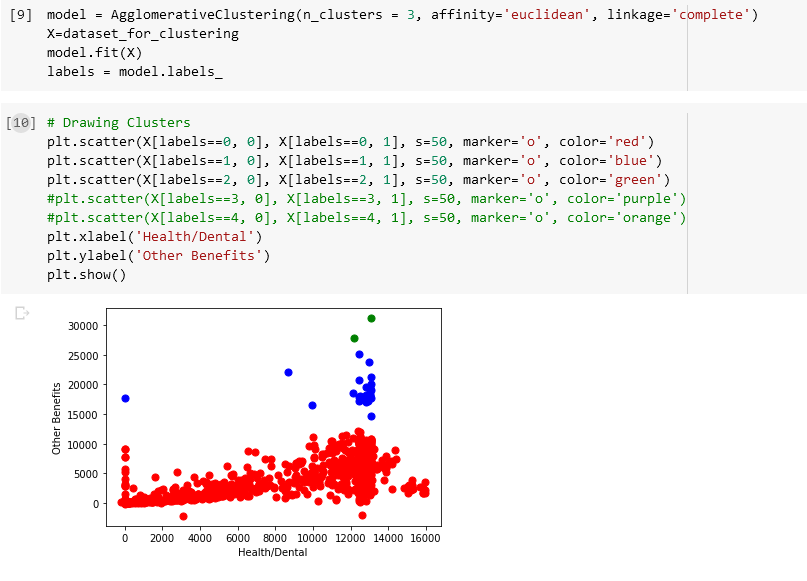 [9] model = AgglomerativeClustering(n_clusters = 3, affinity='euclidean', linkage='complete')
X=dataset_for_clustering
model.fit(X)
labels = model.labels_
[10] # Drawing Clusters
plt.scatter(X[labels==0, 0], X[labels==0, 1], s=50, marker='o', color='red')
plt.scatter(X[labels==1, 0], X[labels==1, 1], s=50, marker='o', color='blue')
plt.scatter(X[labels==2, 0], X[labels==2, 1], s=50, marker='o', color='green')
#plt.scatter(X[labels==3, 0], X[labels==3, 1], s=50, marker='o', color='purple')
#plt.scatter(X[labels==4, 0], X[labels==4, 1], s=50, marker='o', color='orange')
plt.xlabel('Health/Dental')
plt.ylabel('Other Benefits')
plt.show()
30000
25000
20000
15000
10000
5000
0
Other Benefits
0 2000 4000 6000 8000 10000 12000 14000 16000
Health/Dental